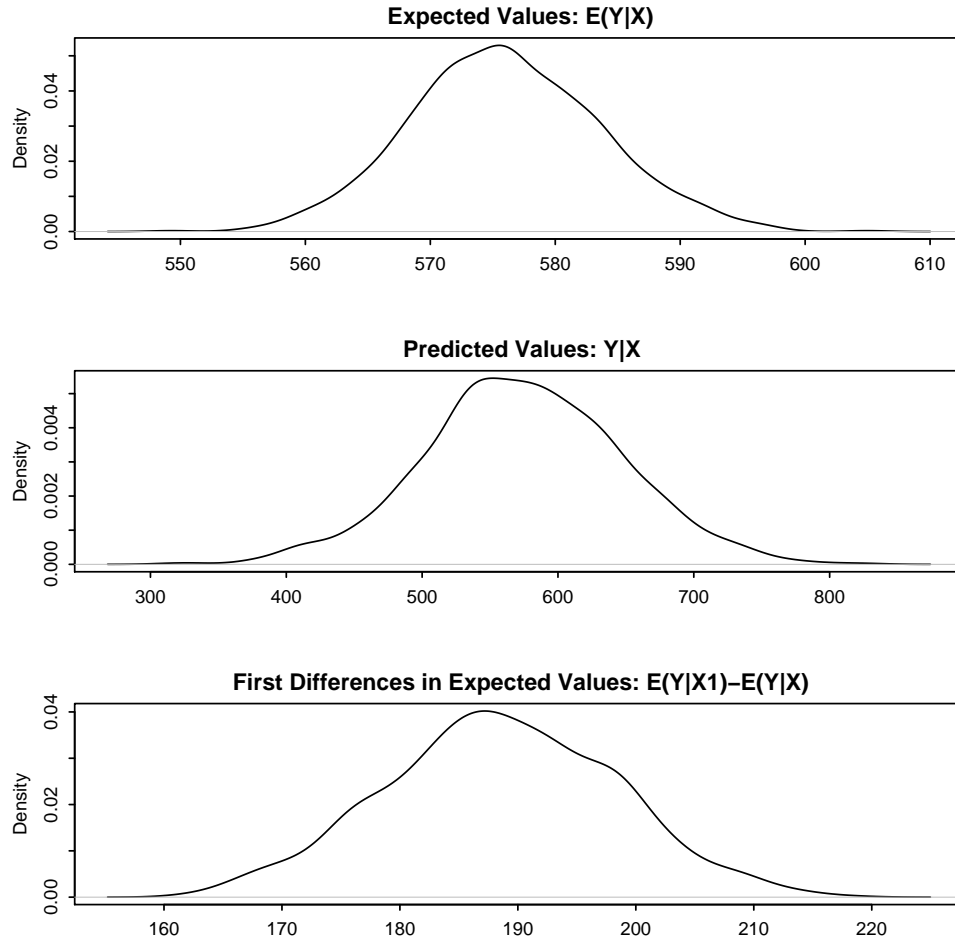 Expected Values: E(Y|X)
Density
0.00
0.02
0.04
550 560 570 580 590 600 610
Predicted Values: Y|X
Density
0.000
0.002
0.004
300 400 500 600 700 800
First Differences in Expected Values: E(Y|X1)−E(Y|X)
Density
0.00
0.02
0.04
160 170 180 190 200 210 220